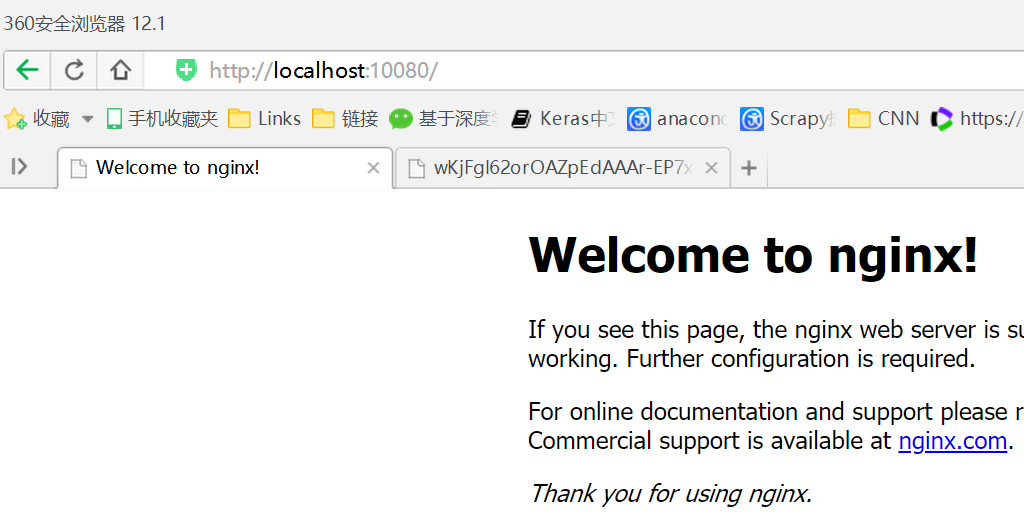 360安全浏览器 12.1
http://localhost:10080/
收藏 手机收藏夹 Links 链接 基于深度 Keras中 anacond Scrapy CNN https://
Welcome to nginx! wKjFgl62orOAZpEdAAAr-EP7x
Welcome to nginx!
If you see this page, the nginx web server is su
working. Further configuration is required.
For online documentation and support please r
Commercial support is available at nginx.com.
Thank you for using nginx.